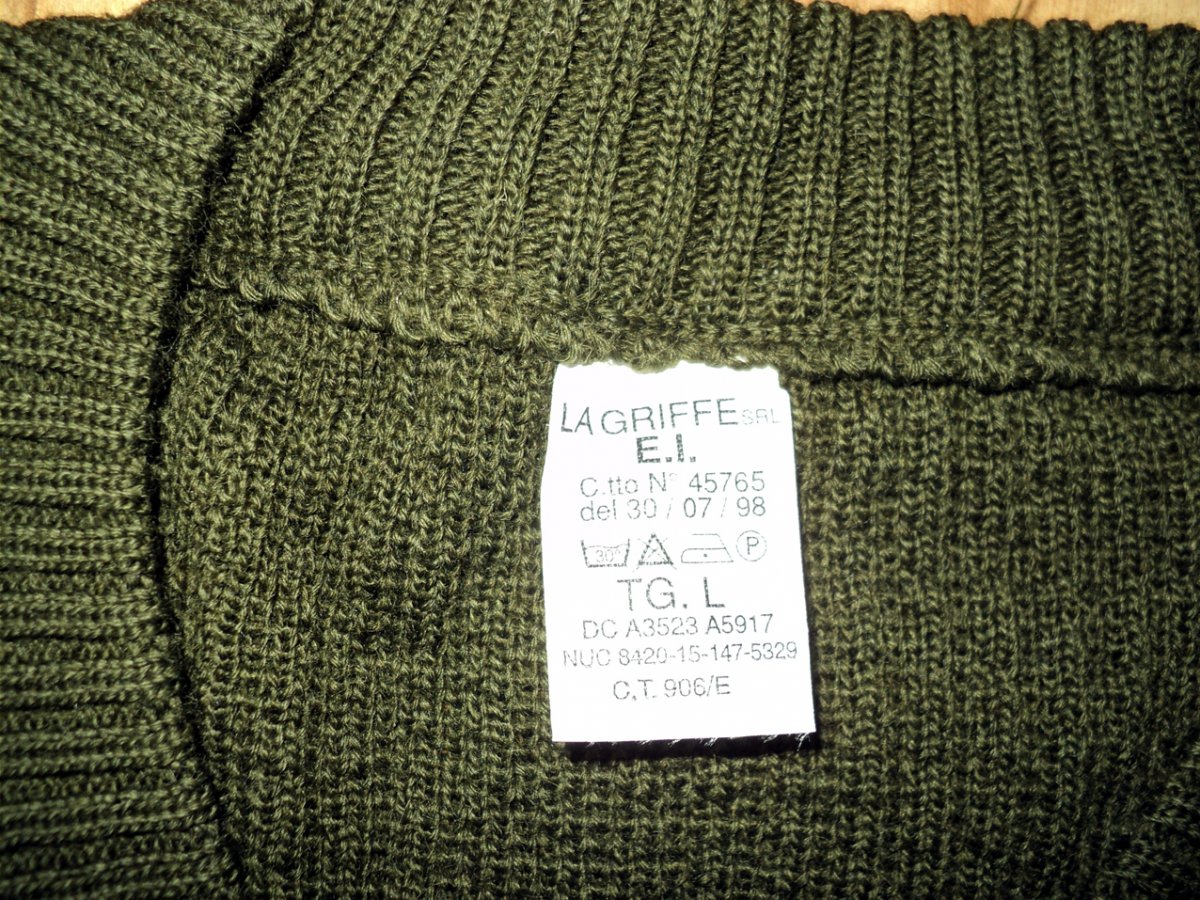 LA GRIFFE SRL
E.I.
C.tto N° 45765
del 30 / 07 / 98
30° P
TG. L
DC A3523 A5917
NUC 8420-15-147-5329
C.T. 906/E